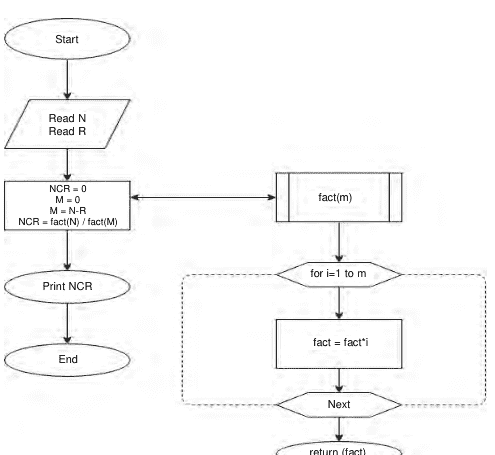 Start
Read N
Read R
NCR = 0
M = 0
M = N-R
NCR = fact(N) / fact(M)
Print NCR
End
fact(m)
for i=1 to m
fact = fact*i
Next
return (fact)